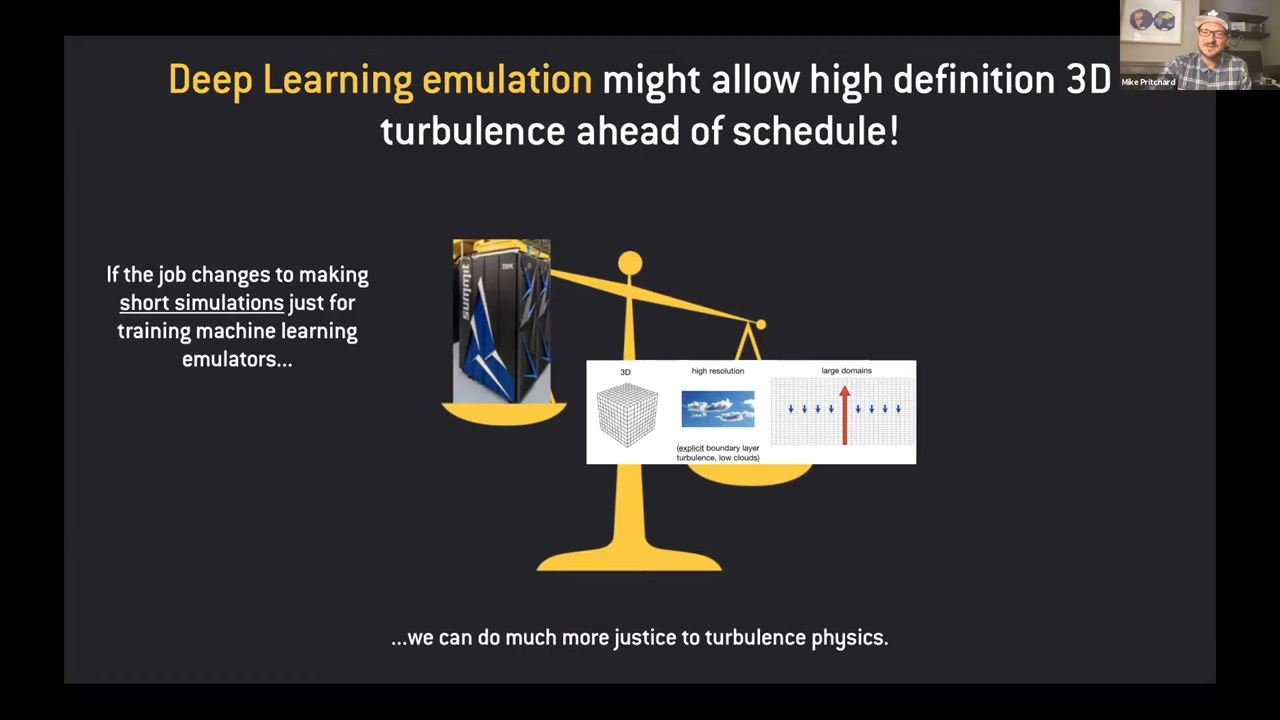 Deep Learning emulation might allow high definition 3D
turbulence ahead of schedule!
Mike Pritchard
If the job changes to making
short simulations just for
training machine learning
emulators...
summit
IBM
3D
high resolution
large domains
(explicit boundary layer
turbulence, low clouds)
...we can do much more justice to turbulence physics.